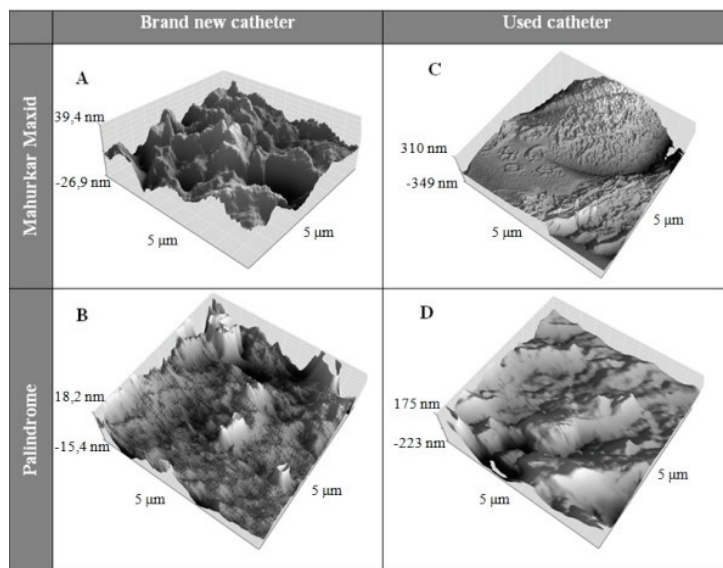 Brand new catheter
Used catheter
Mahurkar Maxid
A
39,4 nm
-26,9 nm
5 µm
5 µm
C
310 nm
-349 nm
5 µm
5 µm
Palindrome
B
18,2 nm
-15,4 nm
5 µm
5 µm
D
175 nm
-223 nm
5 µm
5 µm